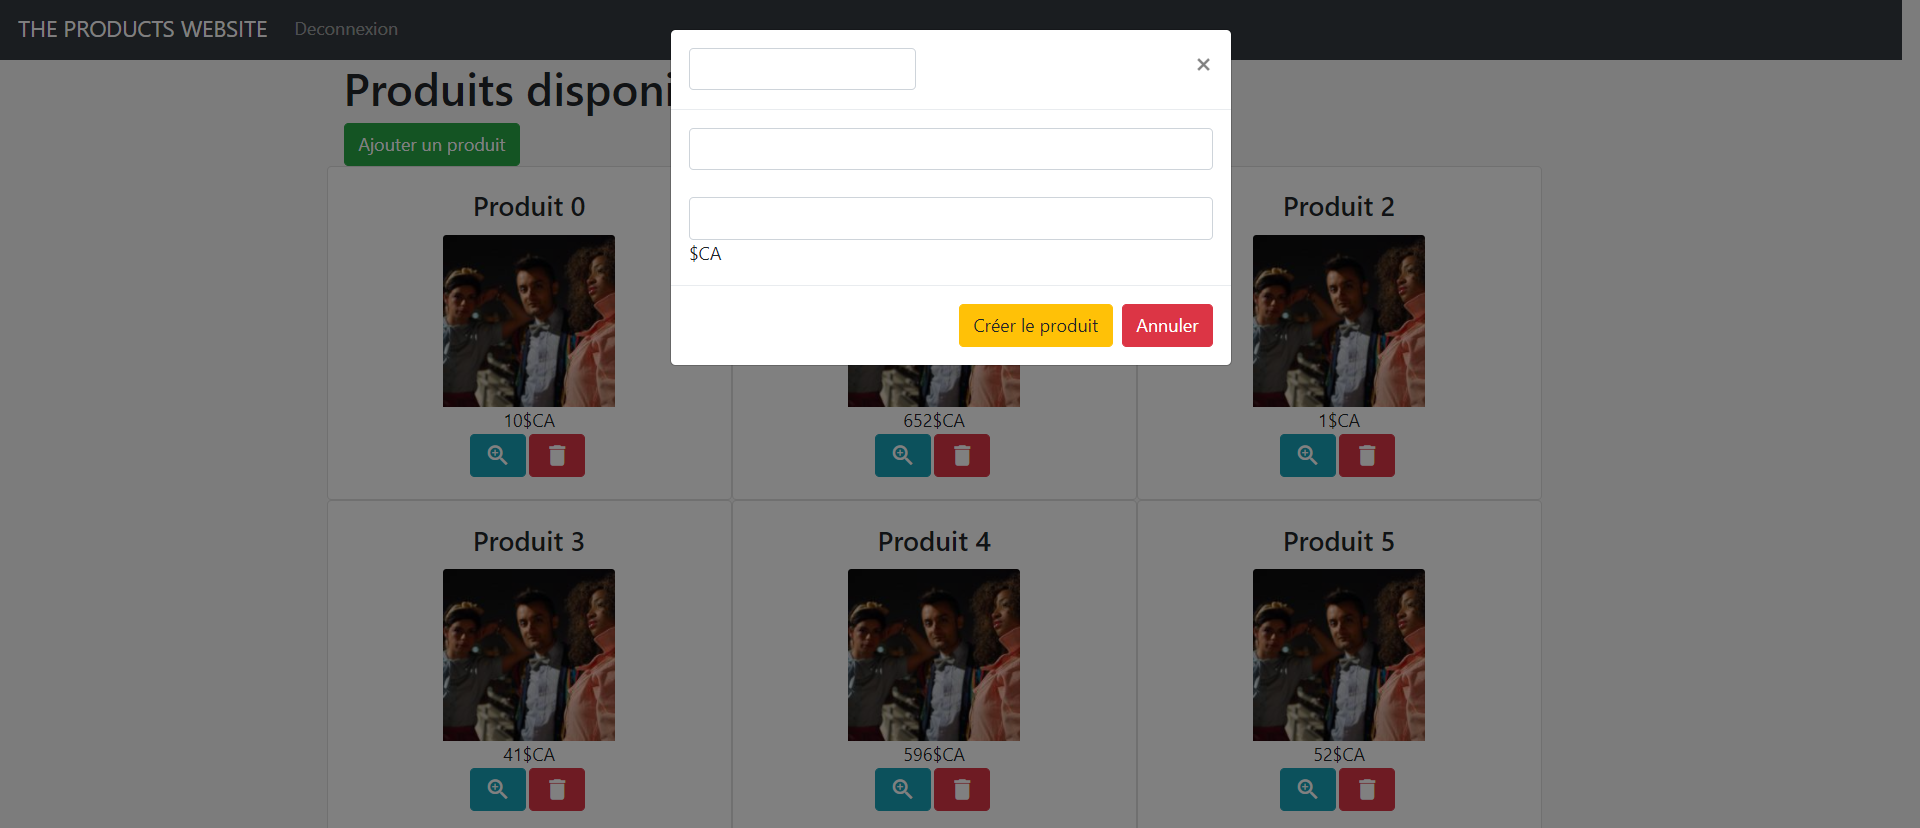 THE PRODUCTS WEBSITE Deconnexion
×
Produits disponi
Ajouter un produit
$CA
Créer le produit Annuler
Produit 0
Produit 2
10$CA
652$CA
1$CA
Produit 3
Produit 4
Produit 5
41$CA
596$CA
52$CA